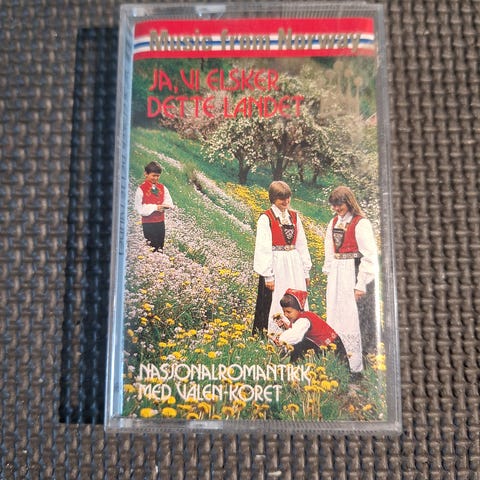 Music from Norway
JA, VI ELSKER
DETTE LANDET
NASJONALROMANTIKK
MED VALEN-KORET